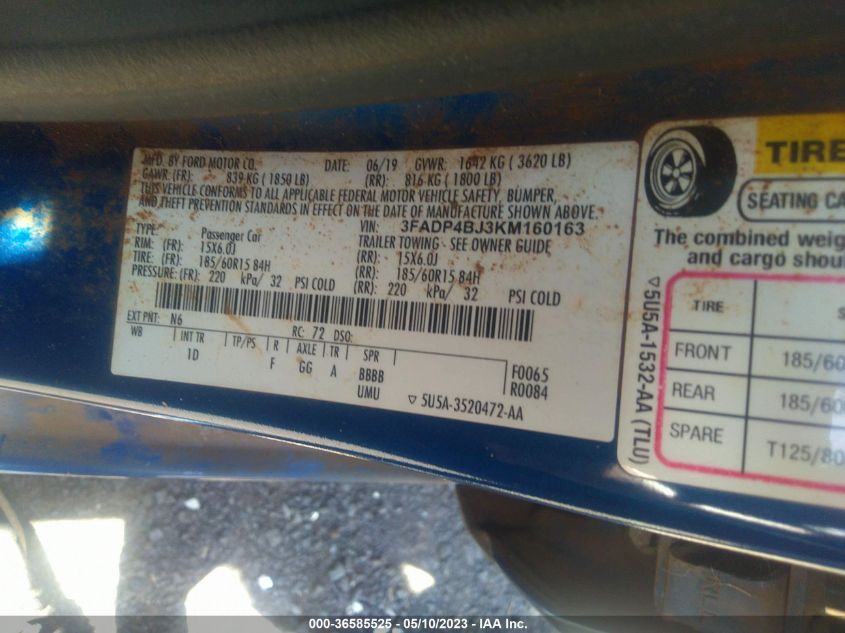 MFD. BY FORD MOTOR CO. DATE: 06/19 GVWR: 1642 KG ( 3620 LB)
GAWR (FR): 839 KG ( 1850 LB) (RR): 816 KG ( 1800 LB)
THIS VEHICLE CONFORMS TO ALL APPLICABLE FEDERAL MOTOR VEHICLE SAFETY, BUMPER,
AND THEFT PREVENTION STANDARDS IN EFFECT ON THE DATE OF MANUFACTURE SHOWN ABOVE.
VIN: 3FADP4BJ3KM160163
TYPE: Passenger Car TRAILER TOWING - SEE OWNER GUIDE
RIM: (FR): 15X6.0J (RR): 15X6.0J
TIRE: (FR): 185/60R15 84H (RR): 185/60R15 84H
PRESSURE: (FR): 220 kPa/ 32 PSI COLD (RR): 220 kPa/ 32 PSI COLD
EXT PNT: N6 RC: 72 DSO:
WB INT TR TP/PS R AXLE TR SPR
1D F GG A BBBB F0065
UMU R0084
▽ 5U5A-3520472-AA
TIRE
SEATING CA
The combined weig
and cargo shou
▽5U5A-1532-AA (TLU)
TIRE S
FRONT 185/60
REAR 185/60
SPARE T125/80
000-36585525 - 05/10/2023 - IAA Inc.